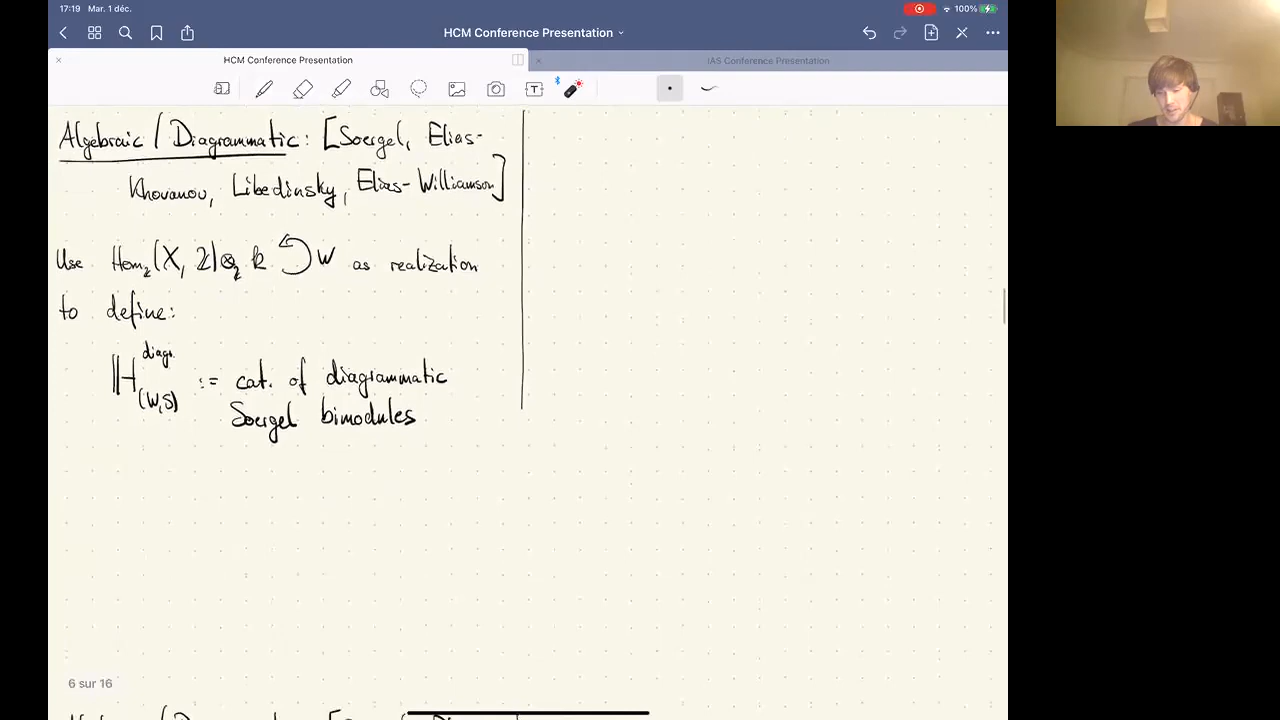 17:19 Mar. 1 déc.
100%
HCM Conference Presentation
HCM Conference Presentation
IAS Conference Presentation
Algebraic / Diagrammatic: [Soergel, Elias-
Khovanov, Libedinsky, Elias-Williamson]
Use Hom_ℤ(X, ℤ)⊗_ℤ k ↺ W as realization
to define:
ℍ^diagr._(W,S) := cat. of diagrammatic
Soergel bimodules
6 sur 16